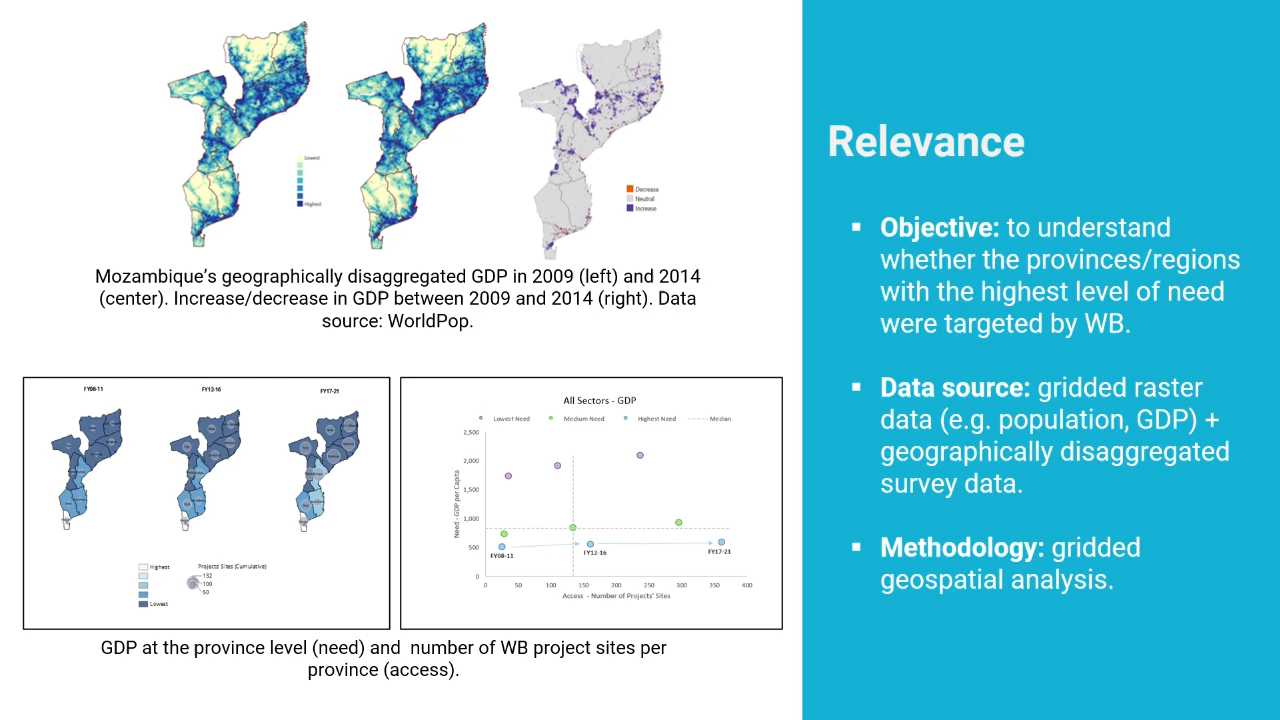 Lowest
Highest
Decrease
Neutral
Increase
Mozambique’s geographically disaggregated GDP in 2009 (left) and 2014
(center). Increase/decrease in GDP between 2009 and 2014 (right). Data
source: WorldPop.
FY08-11
FY12-16
FY17-21
Highest
Lowest
Projects' Sites (Cumulative)
132
100
50
All Sectors - GDP
Lowest Need
Medium Need
Highest Need
Median
2,500
2,000
1,500
1,000
500
0
Need - GDP per Capita
FY08-11
FY12-16
FY17-21
0 50 100 150 200 250 300 350 400
Access - Number of Projects' Sites
GDP at the province level (need) and number of WB project sites per
province (access).
Relevance
▪ Objective: to understand
whether the provinces/regions
with the highest level of need
were targeted by WB.
▪ Data source: gridded raster
data (e.g. population, GDP) +
geographically disaggregated
survey data.
▪ Methodology: gridded
geospatial analysis.